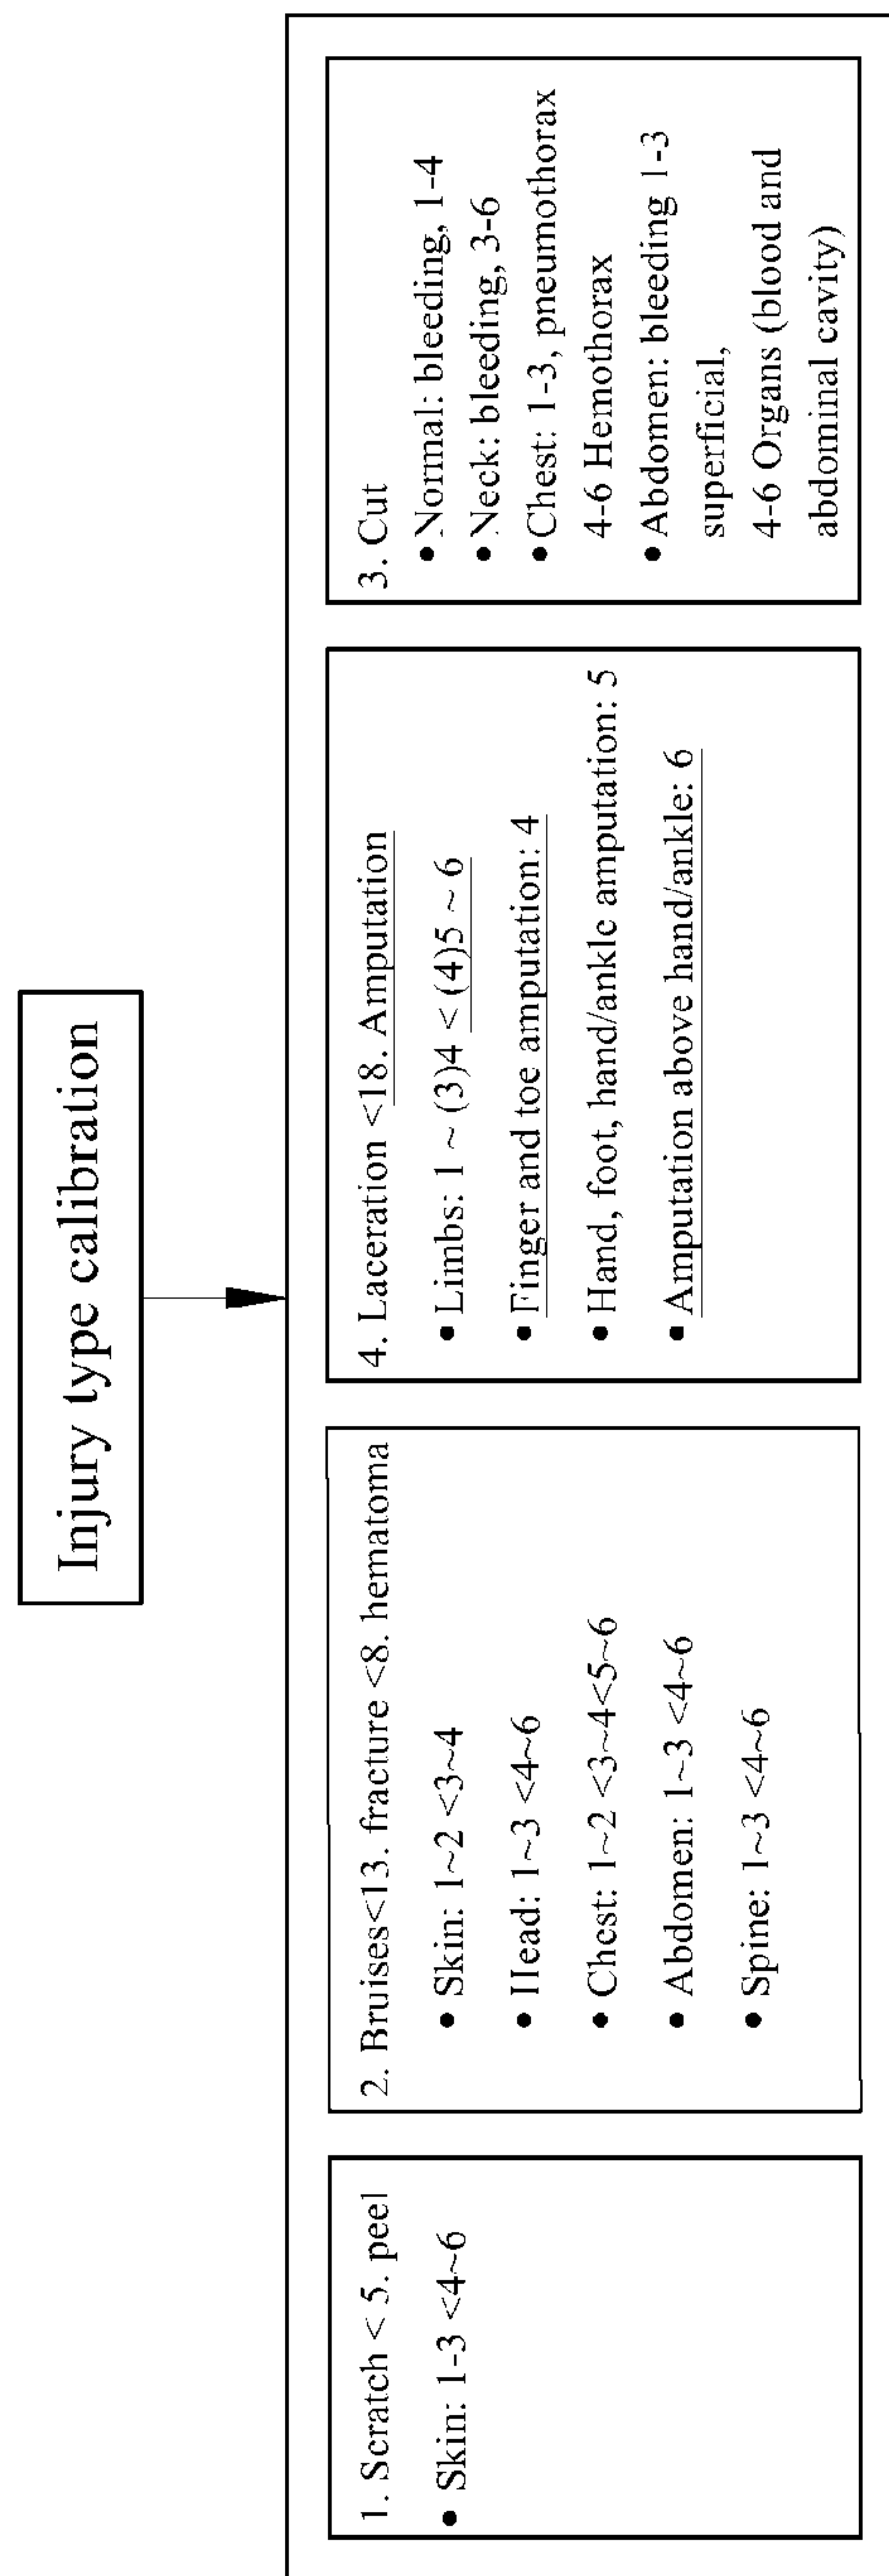 Injury type calibration
1. Scratch < 5. peel
• Skin: 1-3 <4~6
2. Bruises<13. fracture <8. hematoma
• Skin: 1~2 <3~4
• Head: 1~3 <4~6
• Chest: 1~2 <3~4<5~6
• Abdomen: 1~3 <4~6
• Spine: 1~3 <4~6
4. Laceration <18. Amputation
• Limbs: 1 ~ (3)4 < (4)5 ~ 6
• Finger and toe amputation: 4
• Hand, foot, hand/ankle amputation: 5
• Amputation above hand/ankle: 6
3. Cut
• Normal: bleeding, 1-4
• Neck: bleeding, 3-6
• Chest: 1-3, pneumothorax
4-6 Hemothorax
• Abdomen: bleeding 1-3
superficial,
4-6 Organs (blood and
abdominal cavity)